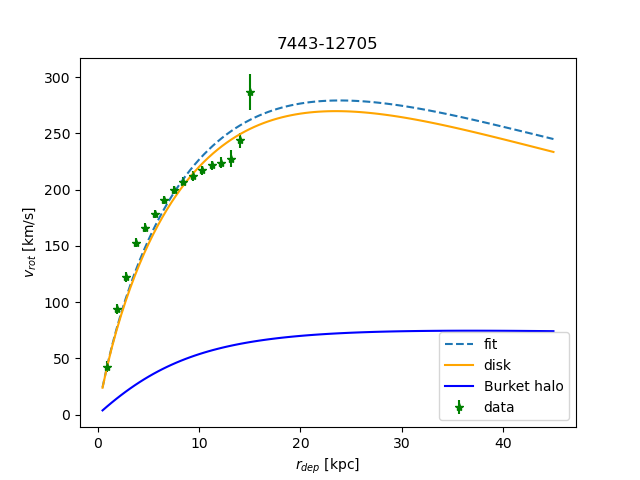 7443-12705
300
250
200
150
100
50
0
v_rot [km/s]
fit
disk
Burket halo
data
0 10 20 30 40
r_dep [kpc]